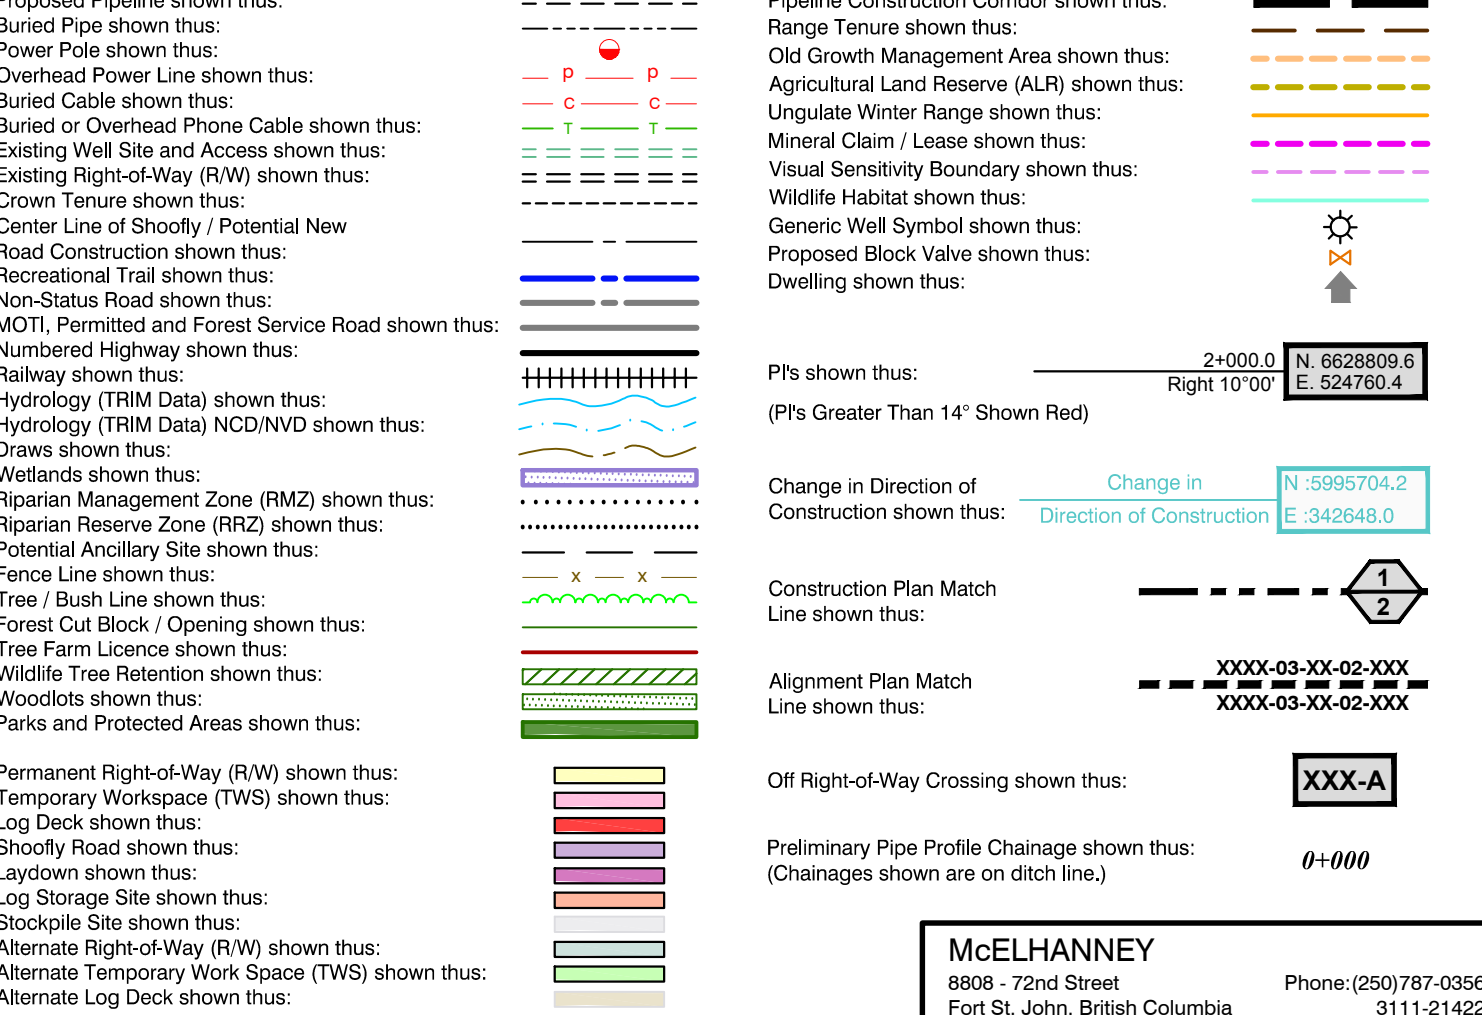 Proposed Pipeline shown thus:
Buried Pipe shown thus:
Power Pole shown thus:
Overhead Power Line shown thus:
p p
Buried Cable shown thus:
C C
Buried or Overhead Phone Cable shown thus:
T T
Existing Well Site and Access shown thus:
Existing Right-of-Way (R/W) shown thus:
Crown Tenure shown thus:
Center Line of Shoofly / Potential New
Road Construction shown thus:
Recreational Trail shown thus:
Non-Status Road shown thus:
MOTI, Permitted and Forest Service Road shown thus:
Numbered Highway shown thus:
Railway shown thus:
Hydrology (TRIM Data) shown thus:
Hydrology (TRIM Data) NCD/NVD shown thus:
Draws shown thus:
Wetlands shown thus:
Riparian Management Zone (RMZ) shown thus:
Riparian Reserve Zone (RRZ) shown thus:
Potential Ancillary Site shown thus:
Fence Line shown thus:
x x
Tree / Bush Line shown thus:
Forest Cut Block / Opening shown thus:
Tree Farm Licence shown thus:
Wildlife Tree Retention shown thus:
Woodlots shown thus:
Parks and Protected Areas shown thus:
Permanent Right-of-Way (R/W) shown thus:
Temporary Workspace (TWS) shown thus:
Log Deck shown thus:
Shoofly Road shown thus:
Laydown shown thus:
Log Storage Site shown thus:
Stockpile Site shown thus:
Alternate Right-of-Way (R/W) shown thus:
Alternate Temporary Work Space (TWS) shown thus:
Alternate Log Deck shown thus:
Pipeline Construction Corridor shown thus:
Range Tenure shown thus:
Old Growth Management Area shown thus:
Agricultural Land Reserve (ALR) shown thus:
Ungulate Winter Range shown thus:
Mineral Claim / Lease shown thus:
Visual Sensitivity Boundary shown thus:
Wildlife Habitat shown thus:
Generic Well Symbol shown thus:
Proposed Block Valve shown thus:
Dwelling shown thus:
PI's shown thus:
2+000.0
Right 10°00'
N. 6628809.6
E. 524760.4
(PI's Greater Than 14° Shown Red)
Change in Direction of
Construction shown thus:
Change in
Direction of Construction
N :5995704.2
E :342648.0
Construction Plan Match
Line shown thus:
1
2
Alignment Plan Match
Line shown thus:
XXXX-03-XX-02-XXX
XXXX-03-XX-02-XXX
Off Right-of-Way Crossing shown thus:
XXX-A
Preliminary Pipe Profile Chainage shown thus:
(Chainages shown are on ditch line.)
0+000
McELHANNEY
8808 - 72nd Street Phone:(250)787-0356
Fort St. John, British Columbia 3111-21422